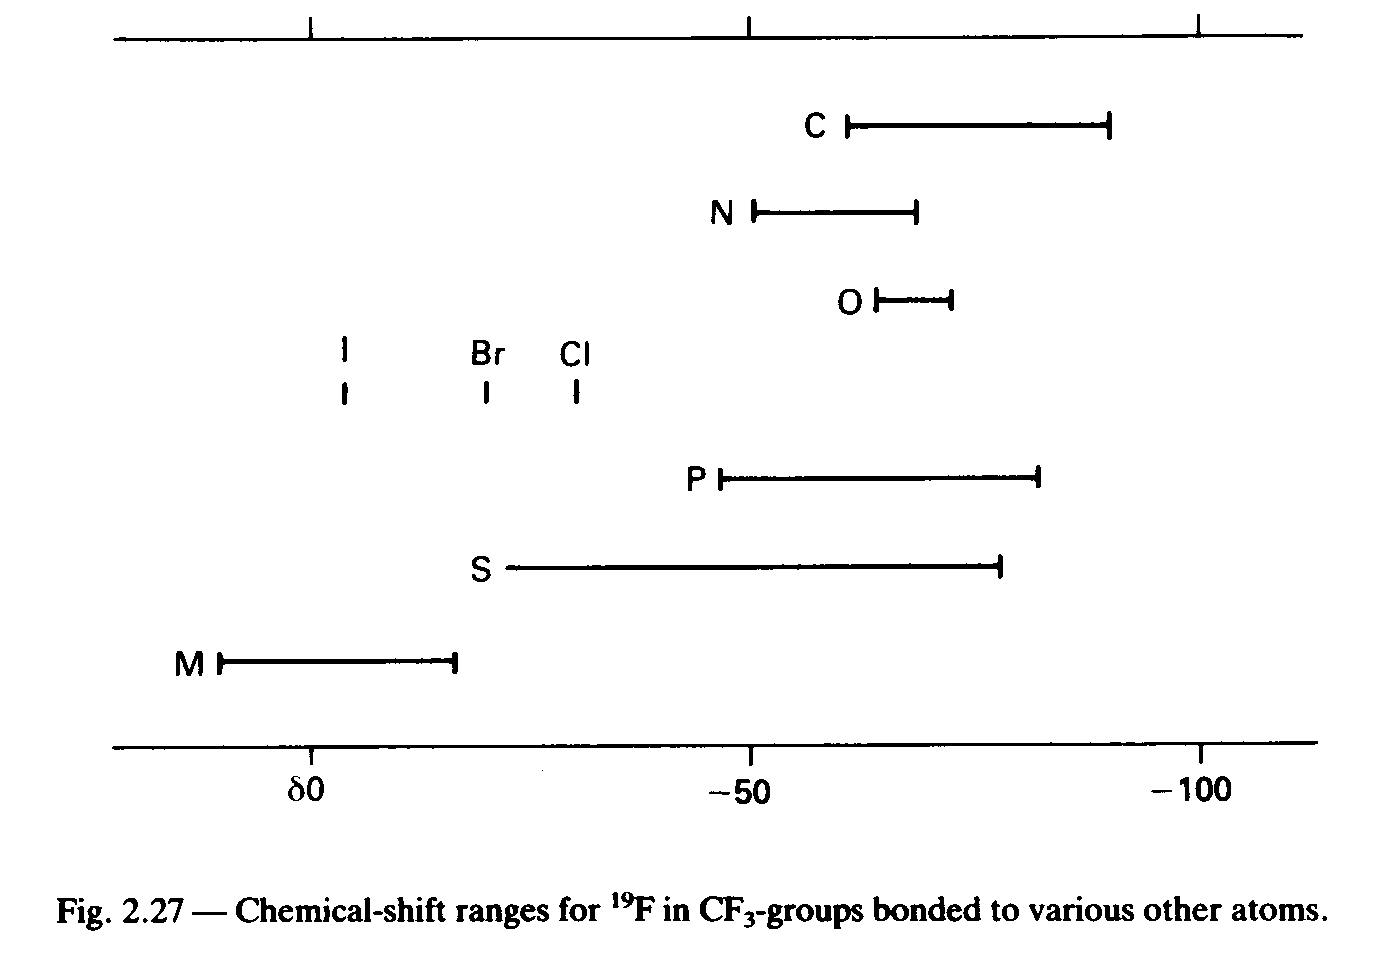 C
N
O
I Br Cl
P
S
M
δ0 −50 −100
Fig. 2.27 — Chemical-shift ranges for ¹⁹F in CF₃-groups bonded to various other atoms.